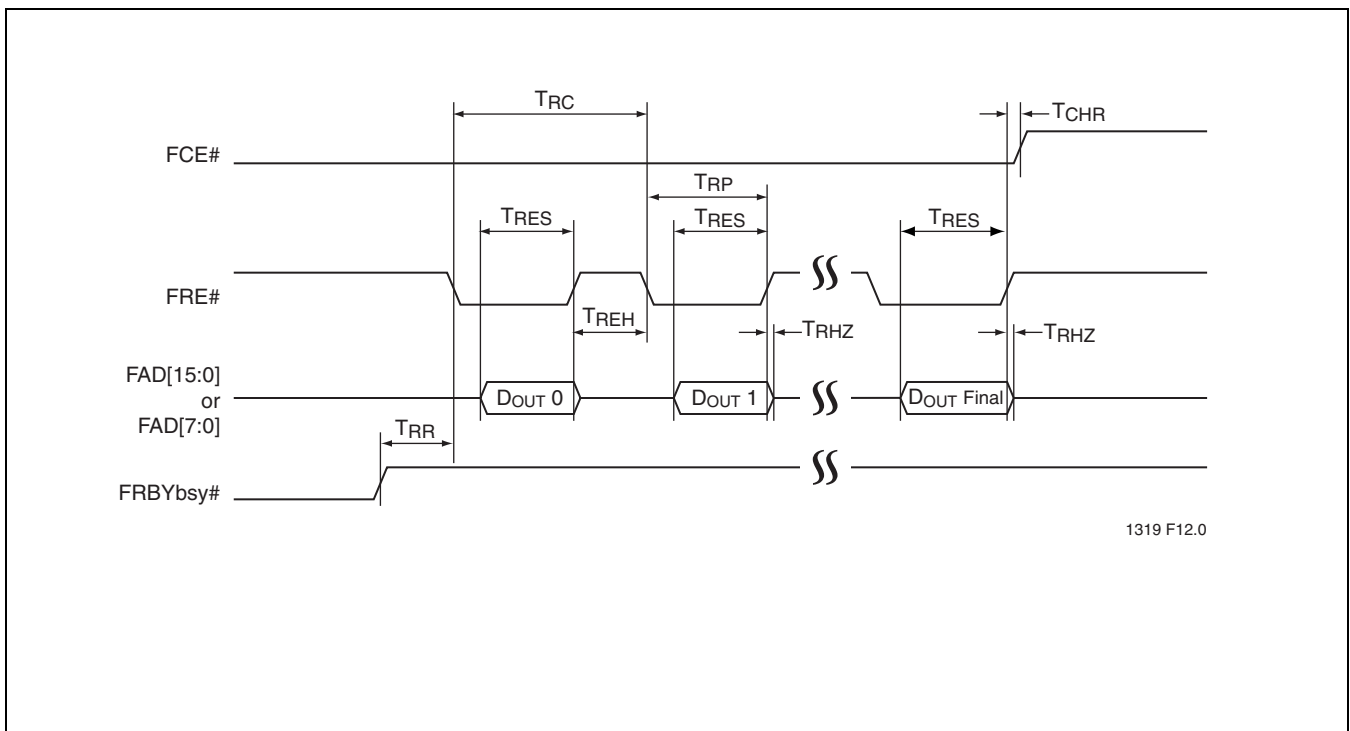 TRC
TCHR
FCE#
TRP
TRES
TRES
TRES
FRE#
TREH
TRHZ
TRHZ
FAD[15:0]
or
FAD[7:0]
DOUT 0
DOUT 1
DOUT Final
TRR
FRBYbsy#
1319 F12.0